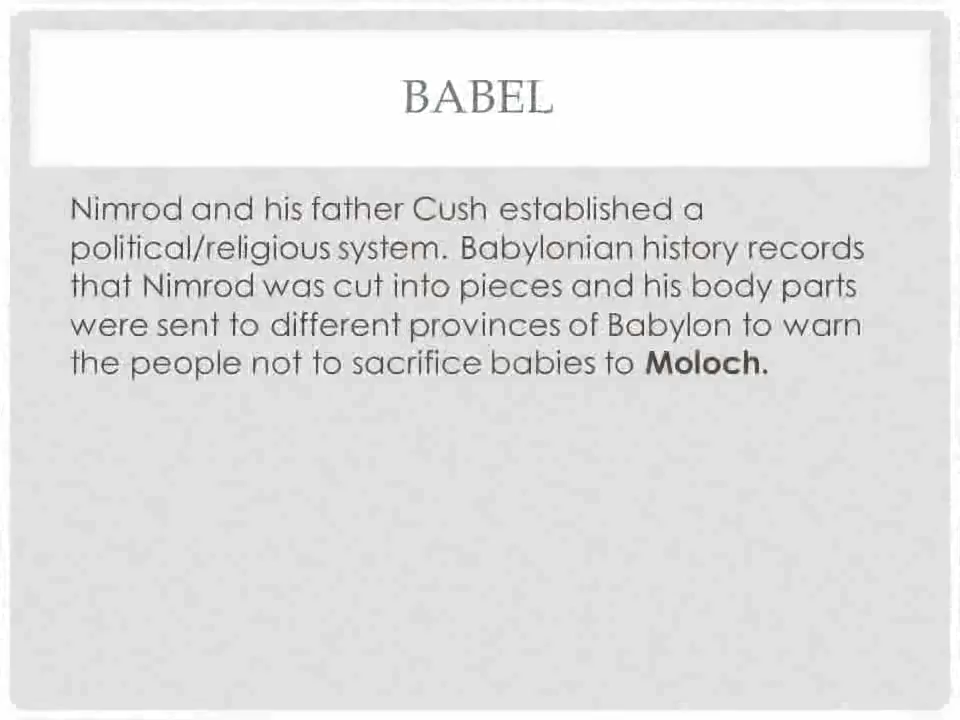 BABEL
Nimrod and his father Cush established a
political/religious system. Babylonian history records
that Nimrod was cut into pieces and his body parts
were sent to different provinces of Babylon to warn
the people not to sacrifice babies to Moloch.